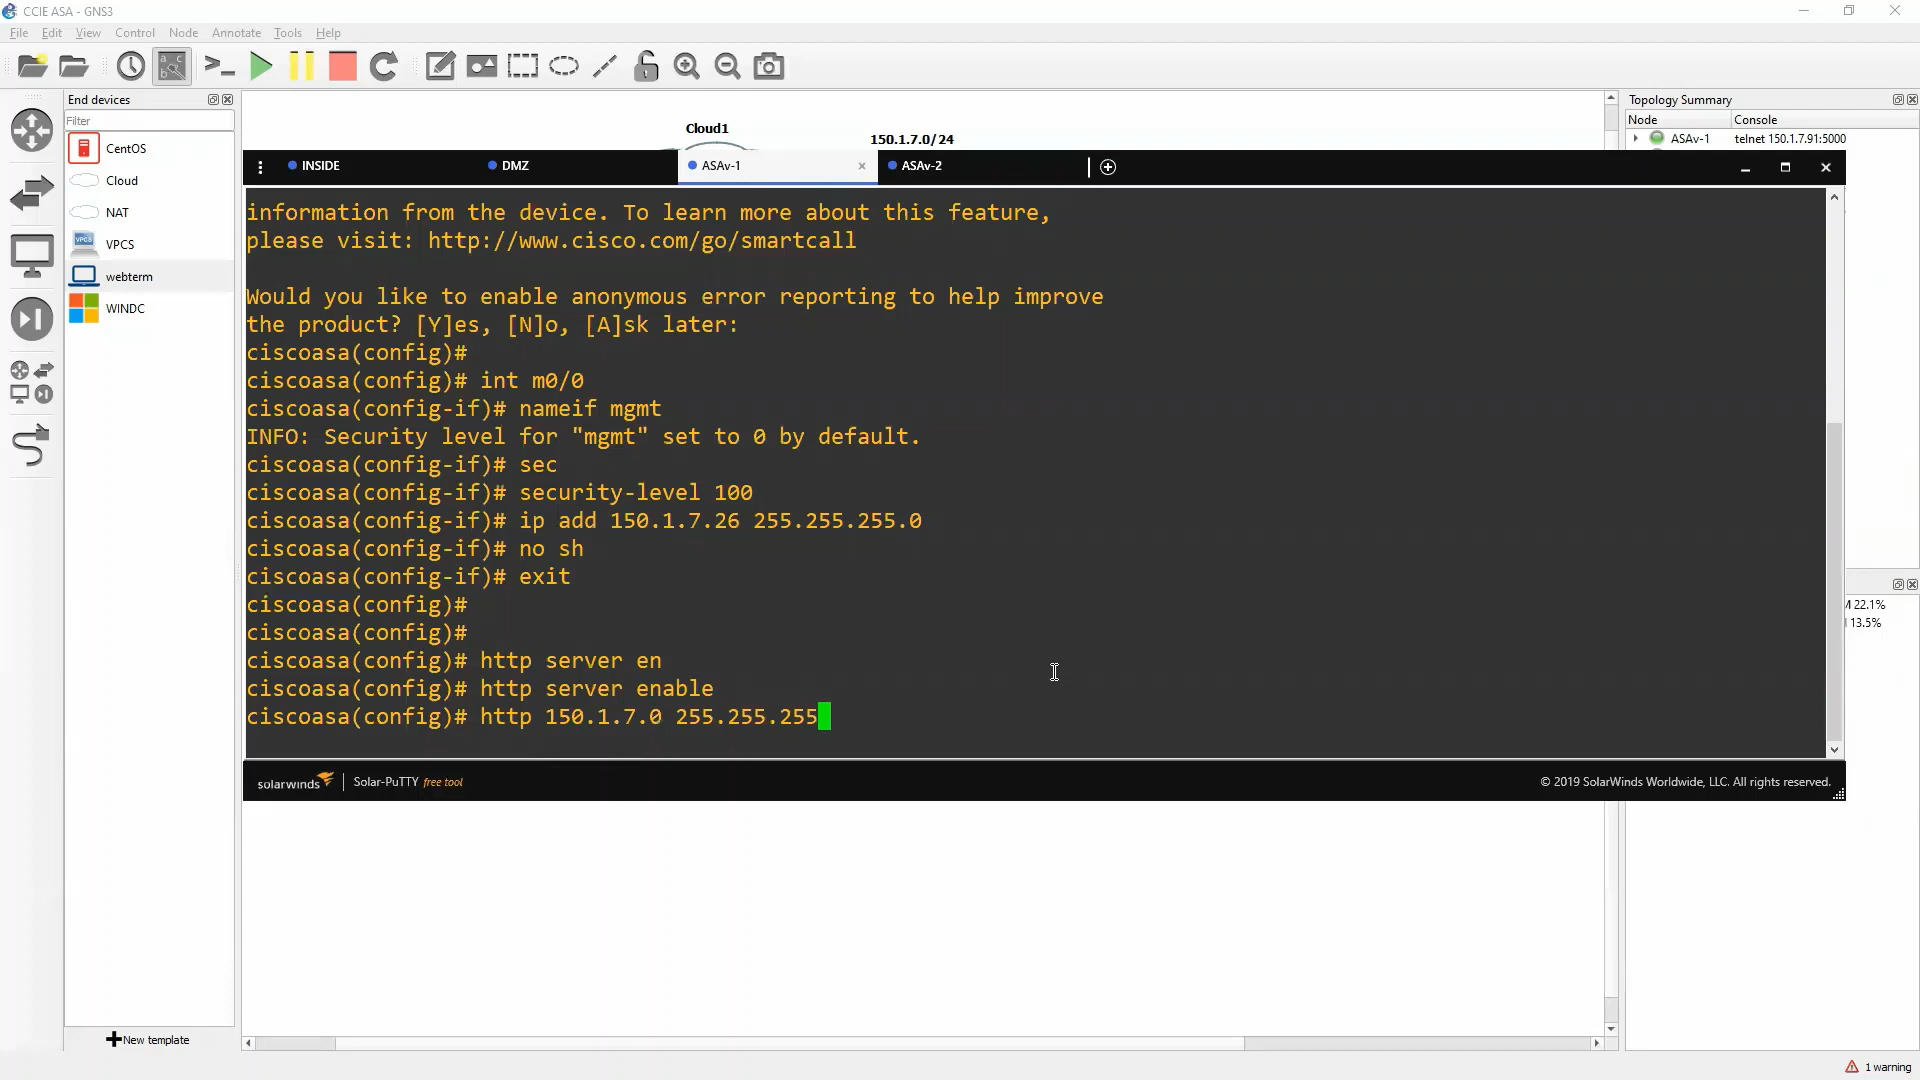 CCIE ASA - GNS3
File Edit View Control Node Annotate Tools Help
End devices
Filter
CentOS
Cloud
NAT
VPCS
webterm
WINDC
New template
Cloud1
150.1.7.0/24
Topology Summary
Node Console
ASAv-1 telnet 150.1.7.91:5000
INSIDE DMZ ASAv-1 ASAv-2
information from the device. To learn more about this feature,
please visit: http://www.cisco.com/go/smartcall
Would you like to enable anonymous error reporting to help improve
the product? [Y]es, [N]o, [A]sk later:
ciscoasa(config)#
ciscoasa(config)# int m0/0
ciscoasa(config-if)# nameif mgmt
INFO: Security level for "mgmt" set to 0 by default.
ciscoasa(config-if)# sec
ciscoasa(config-if)# security-level 100
ciscoasa(config-if)# ip add 150.1.7.26 255.255.255.0
ciscoasa(config-if)# no sh
ciscoasa(config-if)# exit
ciscoasa(config)#
ciscoasa(config)#
ciscoasa(config)# http server en
ciscoasa(config)# http server enable
ciscoasa(config)# http 150.1.7.0 255.255.255
solarwinds Solar-PuTTY free tool
© 2019 SolarWinds Worldwide, LLC. All rights reserved.
22.1%
13.5%
1 warning